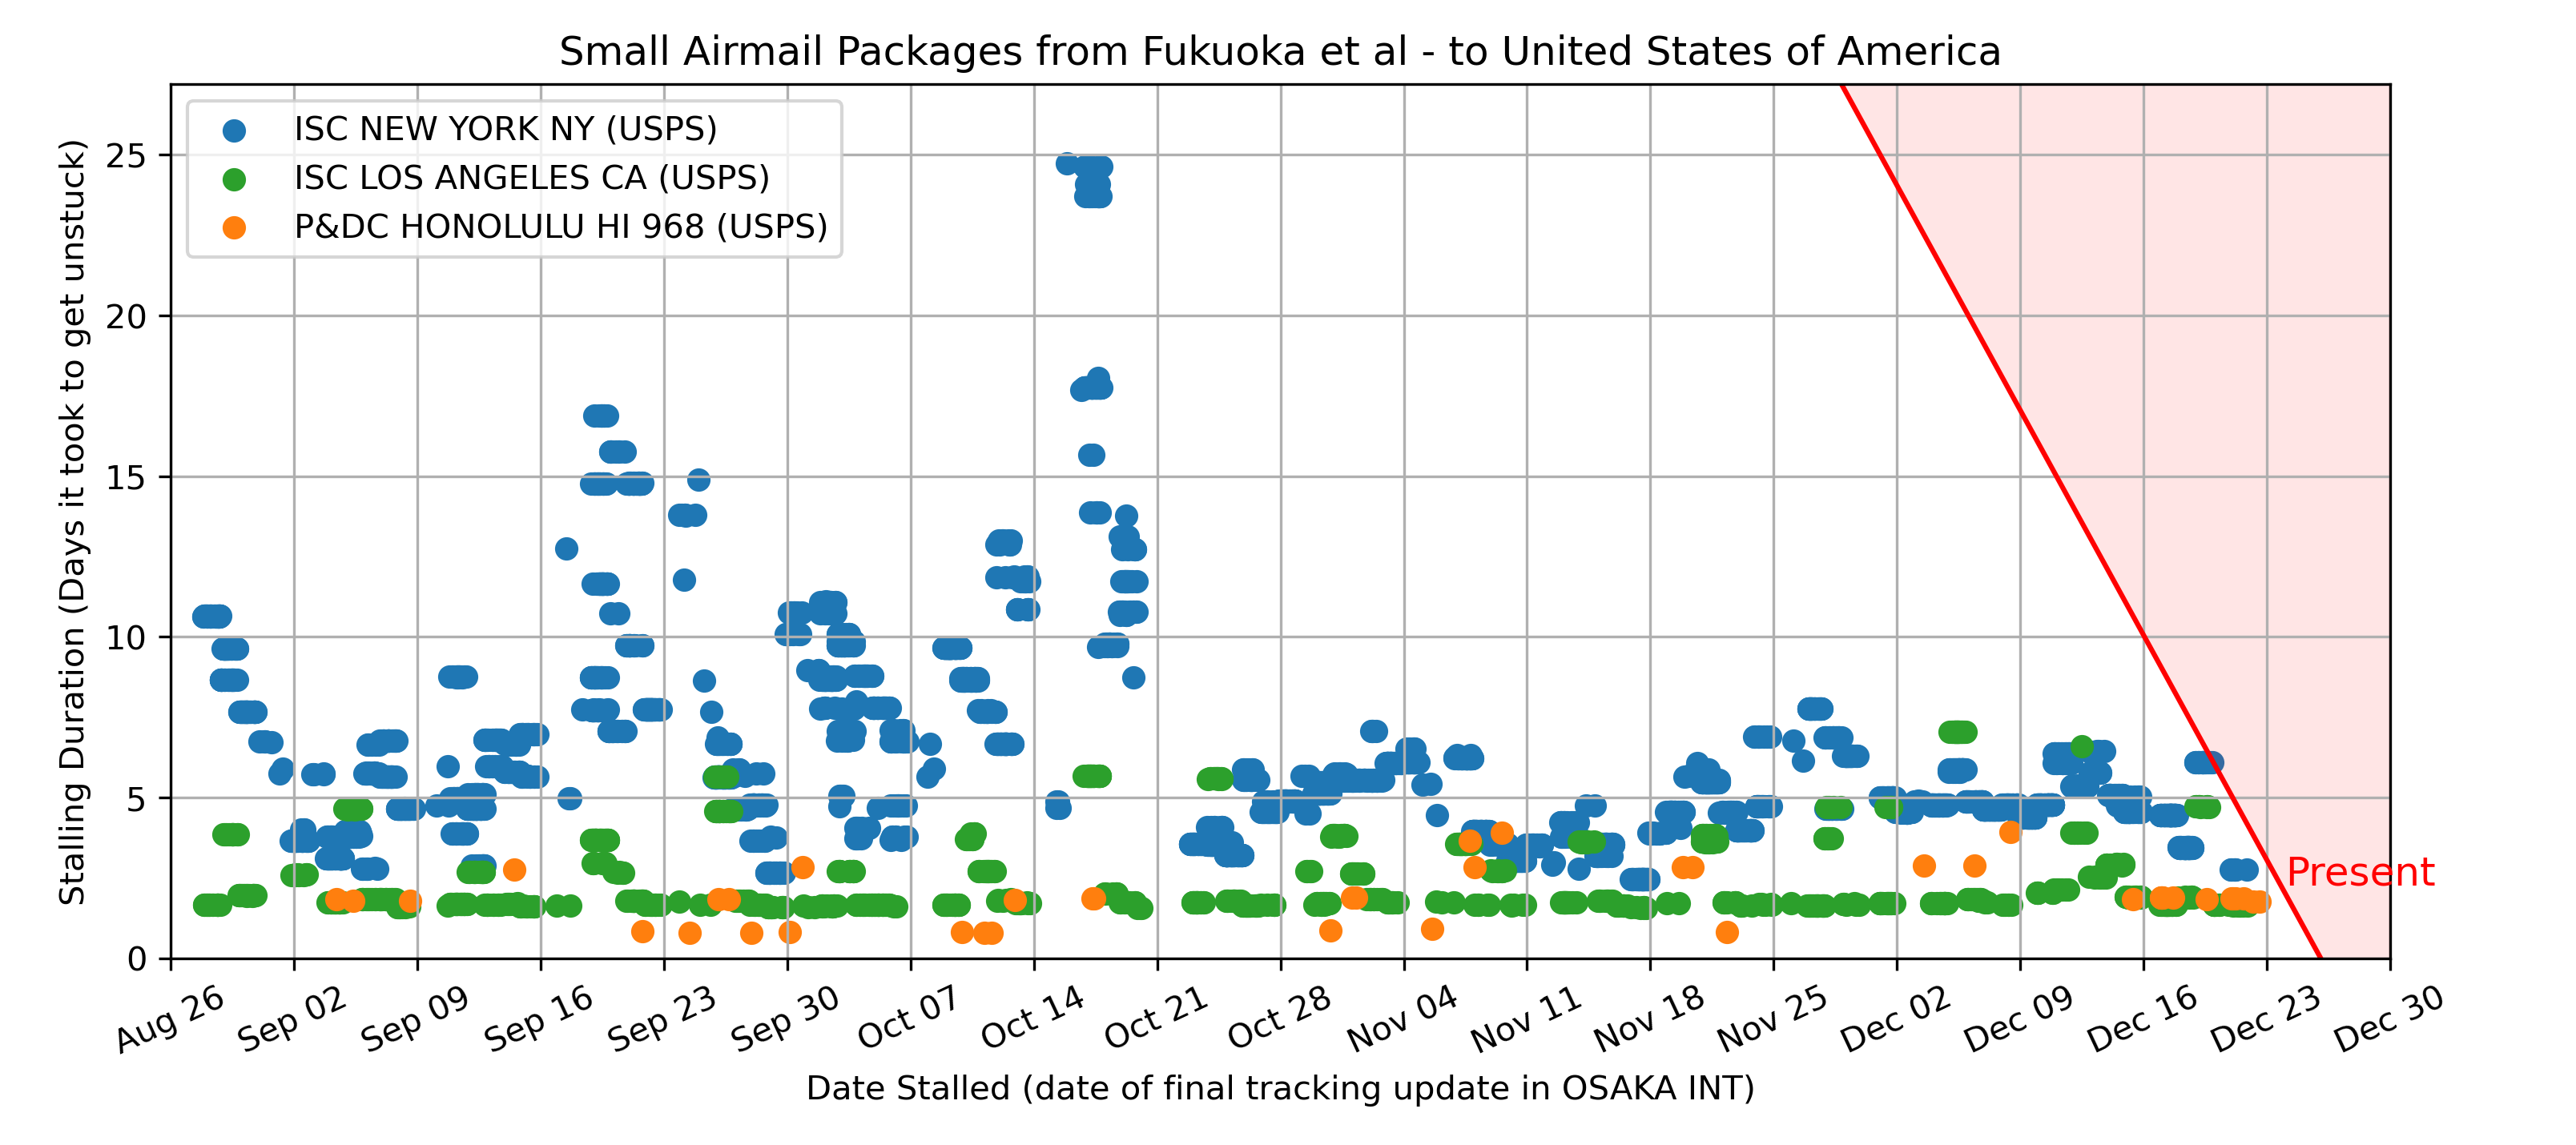 Small Airmail Packages from Fukuoka et al - to United States of America
ISC NEW YORK NY (USPS)
ISC LOS ANGELES CA (USPS)
P&DC HONOLULU HI 968 (USPS)
Stalling Duration (Days it took to get unstuck)
25
20
15
10
5
0
Present
Aug 26
Sep 02
Sep 09
Sep 16
Sep 23
Sep 30
Oct 07
Oct 14
Oct 21
Oct 28
Nov 04
Nov 11
Nov 18
Nov 25
Dec 02
Dec 09
Dec 16
Dec 23
Dec 30
Date Stalled (date of final tracking update in OSAKA INT)